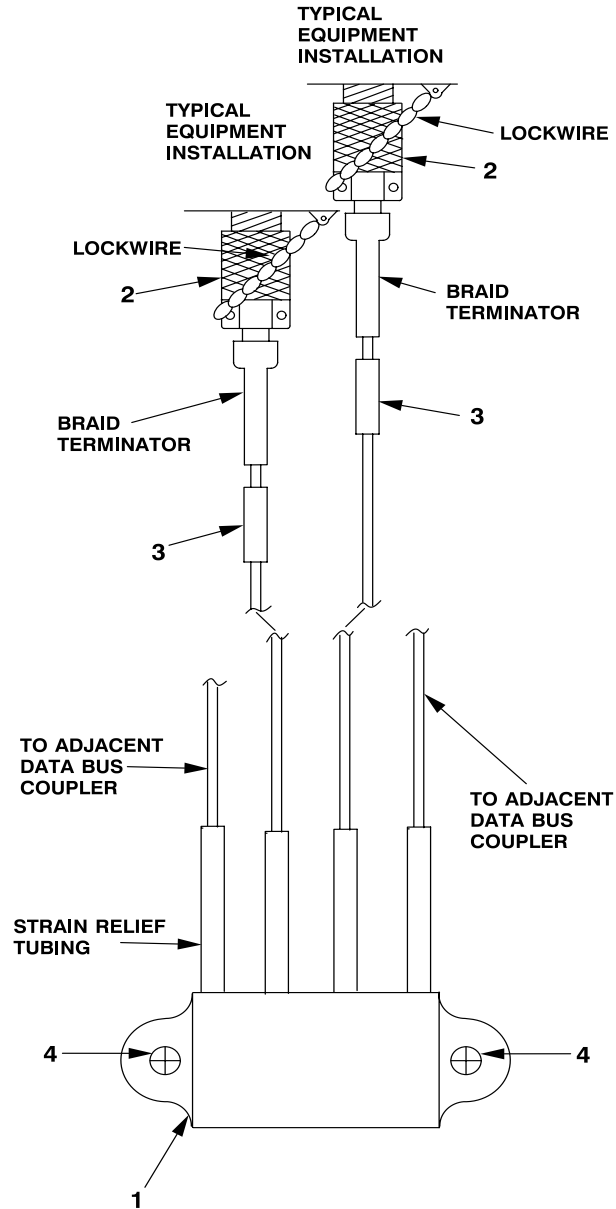 TYPICAL
EQUIPMENT
INSTALLATION
TYPICAL
EQUIPMENT
INSTALLATION
LOCKWIRE
2
LOCKWIRE
2
BRAID
TERMINATOR
3
BRAID
TERMINATOR
3
TO ADJACENT
DATA BUS
COUPLER
TO ADJACENT
DATA BUS
COUPLER
STRAIN RELIEF
TUBING
4
4
1